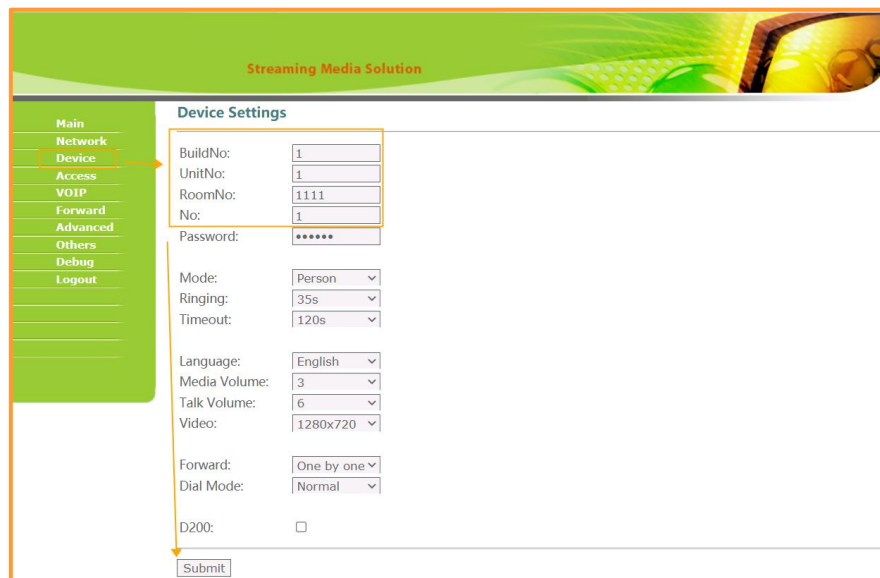 Streaming Media Solution
Main
Network
Device
Access
VOIP
Forward
Advanced
Others
Debug
Logout
Device Settings
BuildNo: 1
UnitNo: 1
RoomNo: 1111
No: 1
Password: ••••••
Mode: Person
Ringing: 35s
Timeout: 120s
Language: English
Media Volume: 3
Talk Volume: 6
Video: 1280x720
Forward: One by one
Dial Mode: Normal
D200:
Submit